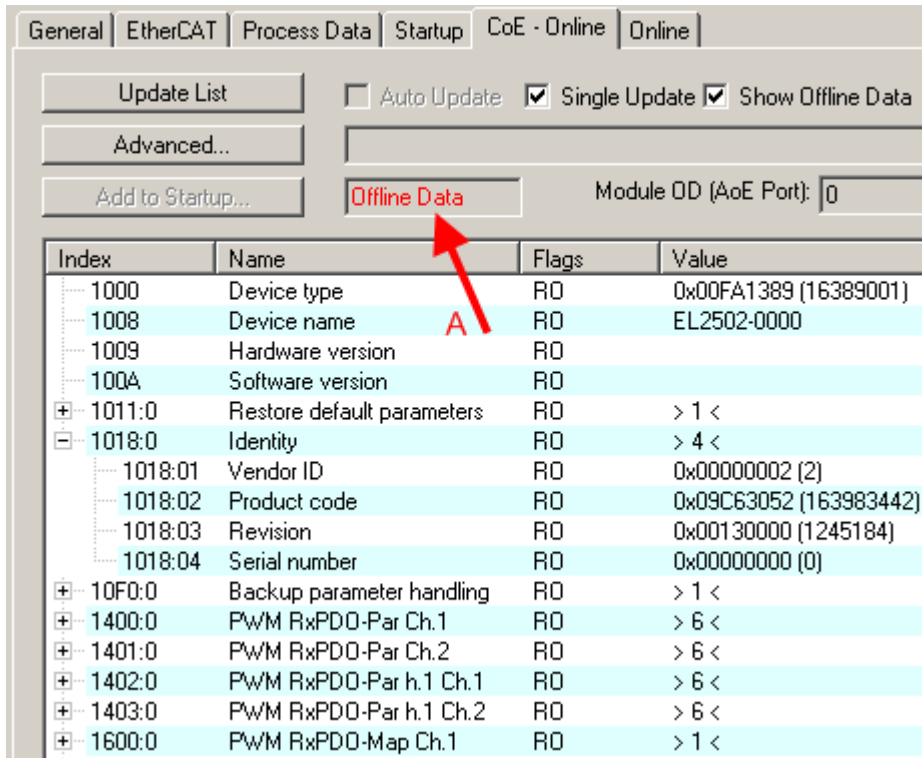 General EtherCAT Process Data Startup CoE - Online Online
Update List Auto Update Single Update Show Offline Data
Advanced...
Add to Startup... Offline Data Module OD (AoE Port): 0
Index Name Flags Value
1000 Device type RO 0x00FA1389 (16389001)
1008 Device name RO EL2502-0000
A
1009 Hardware version RO
100A Software version RO
1011:0 Restore default parameters RO > 1 <
1018:0 Identity RO > 4 <
1018:01 Vendor ID RO 0x00000002 (2)
1018:02 Product code RO 0x09C63052 (163983442)
1018:03 Revision RO 0x00130000 (1245184)
1018:04 Serial number RO 0x00000000 (0)
10F0:0 Backup parameter handling RO > 1 <
1400:0 PWM RxPDO-Par Ch.1 RO > 6 <
1401:0 PWM RxPDO-Par Ch.2 RO > 6 <
1402:0 PWM RxPDO-Par h.1 Ch.1 RO > 6 <
1403:0 PWM RxPDO-Par h.1 Ch.2 RO > 6 <
1600:0 PWM RxPDO-Map Ch.1 RO > 1 <